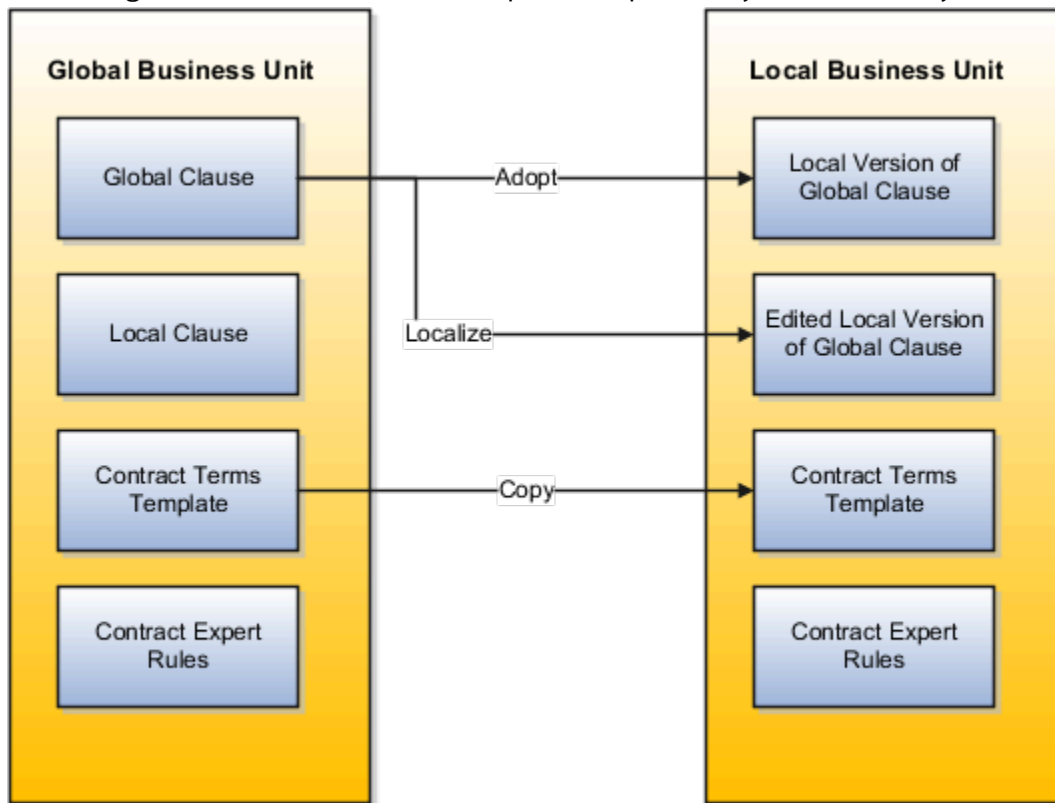 Global Business Unit
Local Business Unit
Global Clause
Adopt
Local Version of
Global Clause
Local Clause
Localize
Edited Local Version
of Global Clause
Contract Terms
Template
Copy
Contract Terms
Template
Contract Expert
Rules
Contract Expert
Rules